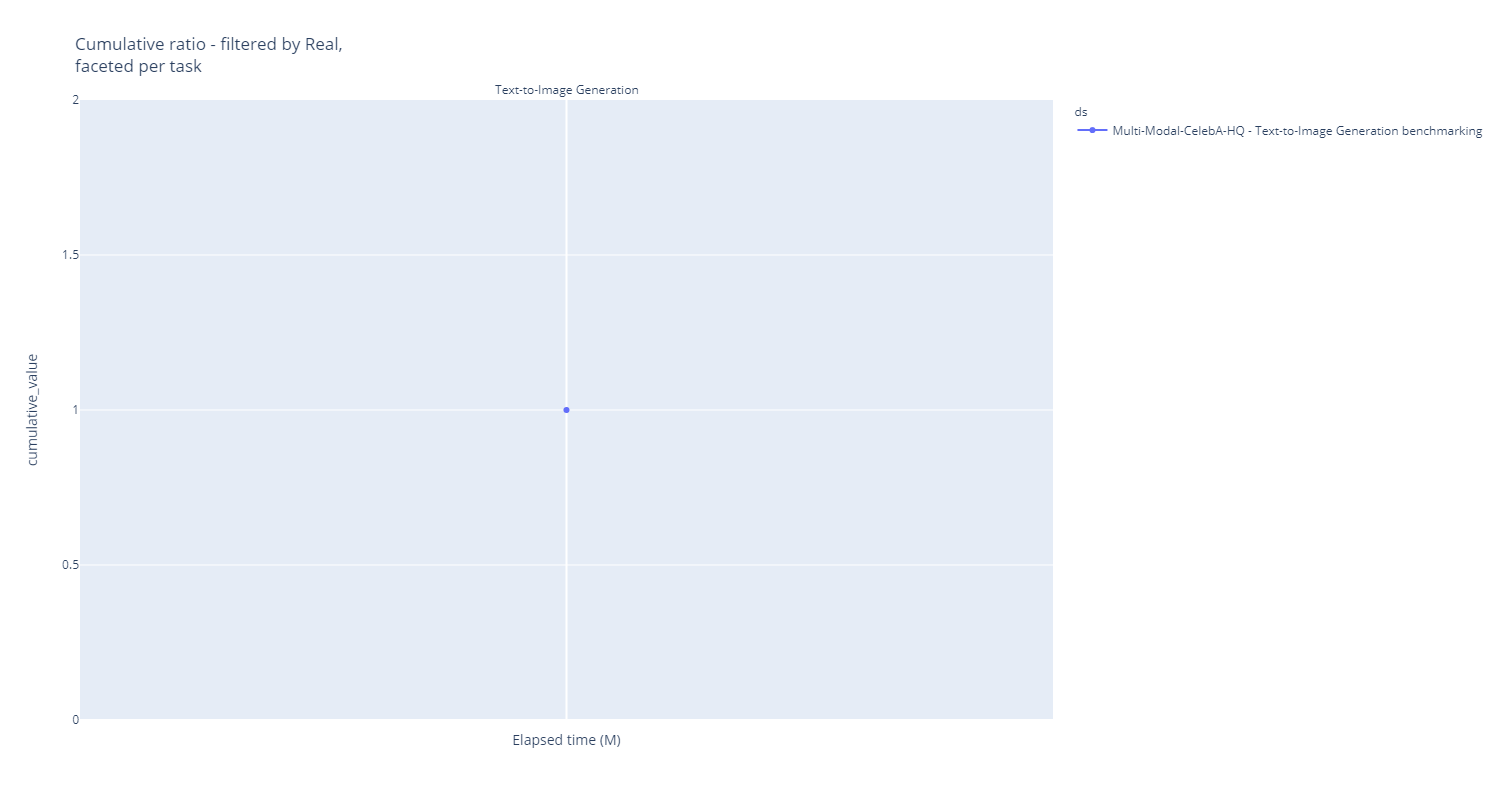 Cumulative ratio - filtered by Real,
faceted per task
Text-to-Image Generation
2
1.5
1
0.5
0
cumulative_value
Elapsed time (M)
ds
Multi-Modal-CelebA-HQ - Text-to-Image Generation benchmarking